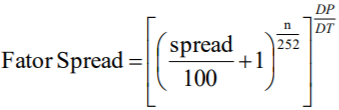 Fator Spread = [((spread/100 + 1)^(n/252))]^(DP/DT)